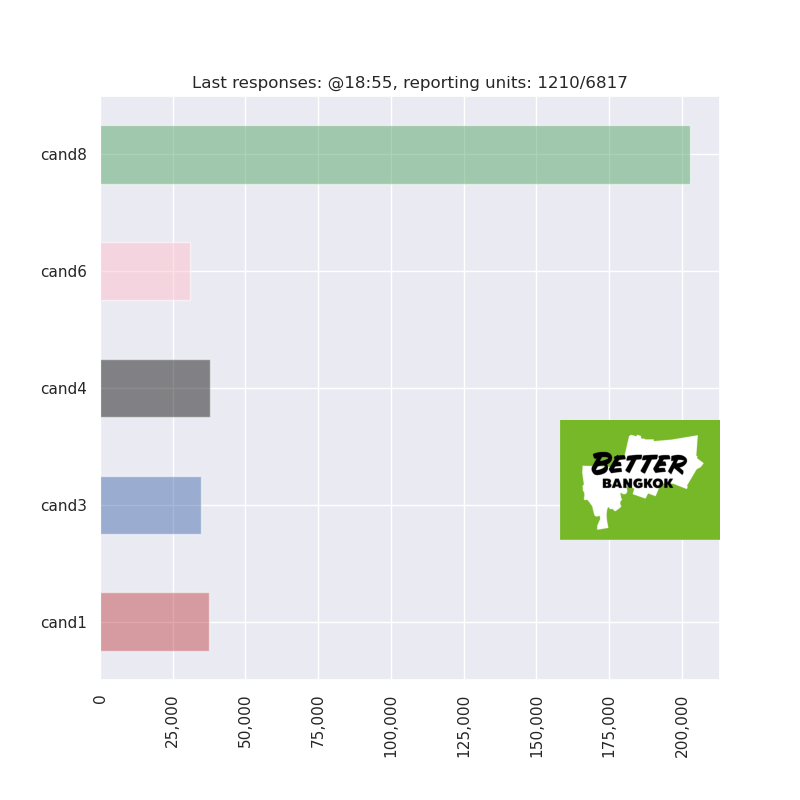 Last responses: @18:55, reporting units: 1210/6817
cand8
cand6
cand4
cand3
cand1
BETTER
BANGKOK
0
25,000
50,000
75,000
100,000
125,000
150,000
175,000
200,000